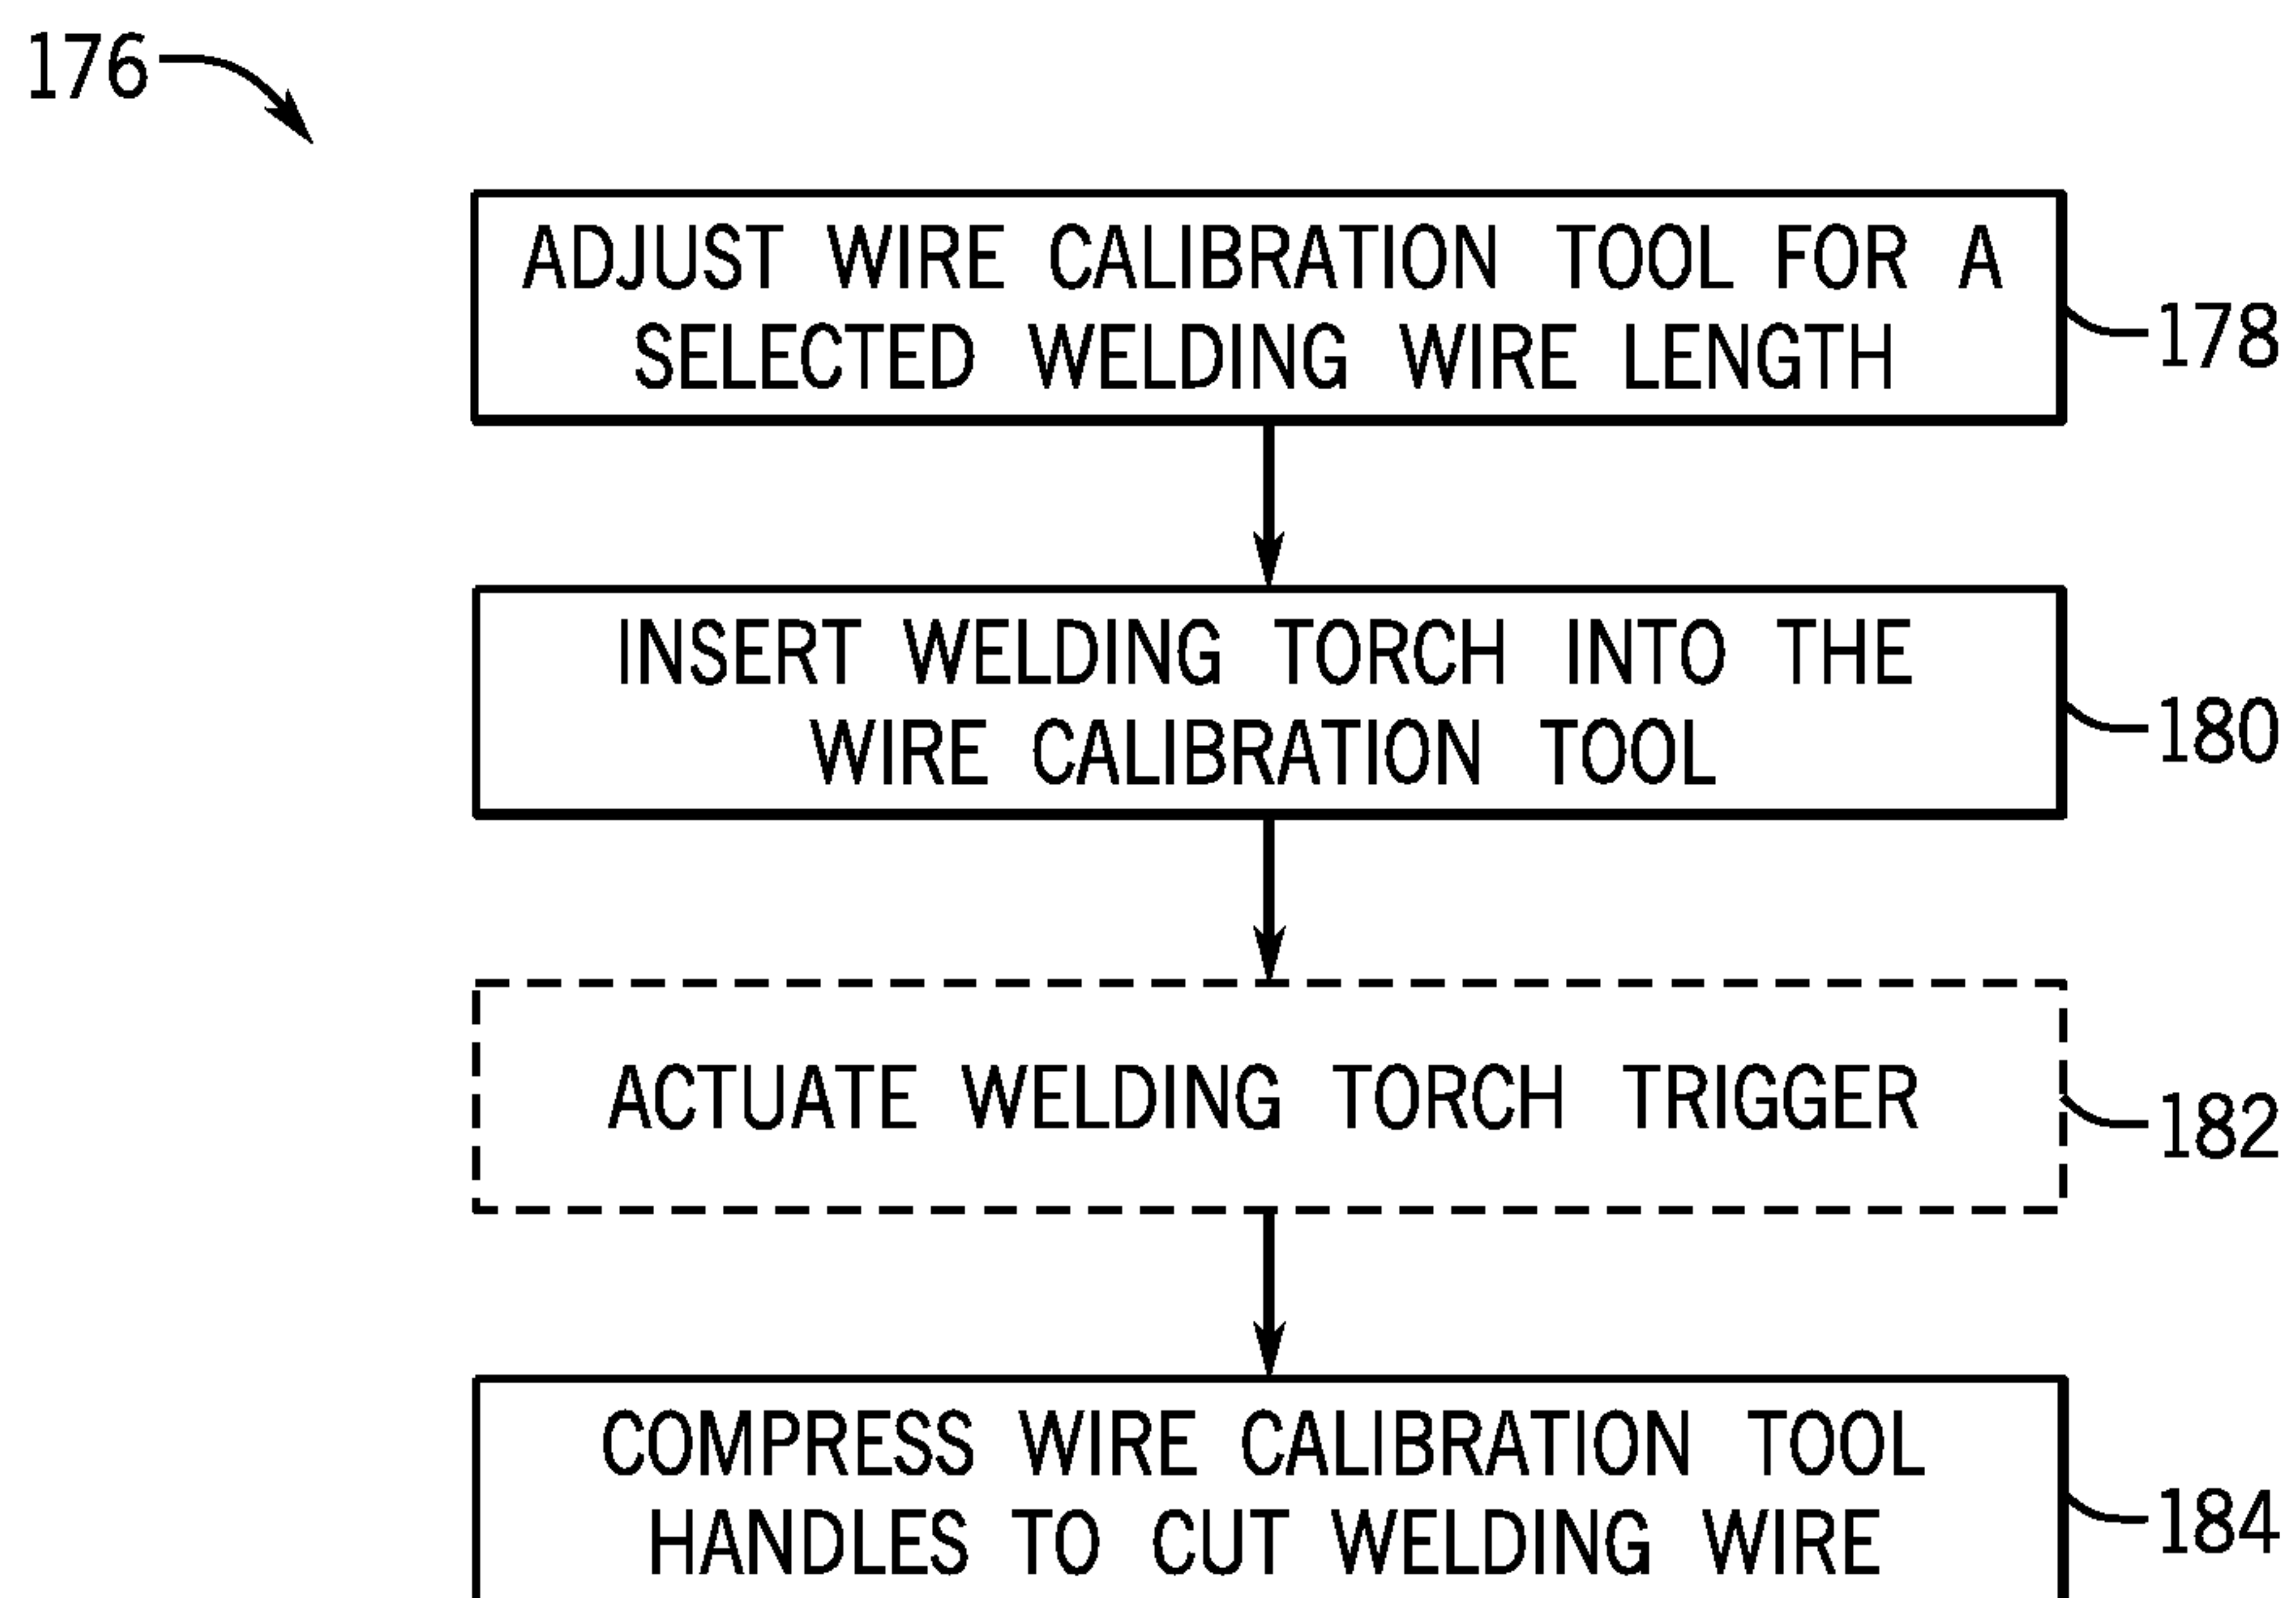 176
ADJUST WIRE CALIBRATION TOOL FOR A
SELECTED WELDING WIRE LENGTH
178
INSERT WELDING TORCH INTO THE
WIRE CALIBRATION TOOL
180
ACTUATE WELDING TORCH TRIGGER
182
COMPRESS WIRE CALIBRATION TOOL
HANDLES TO CUT WELDING WIRE
184